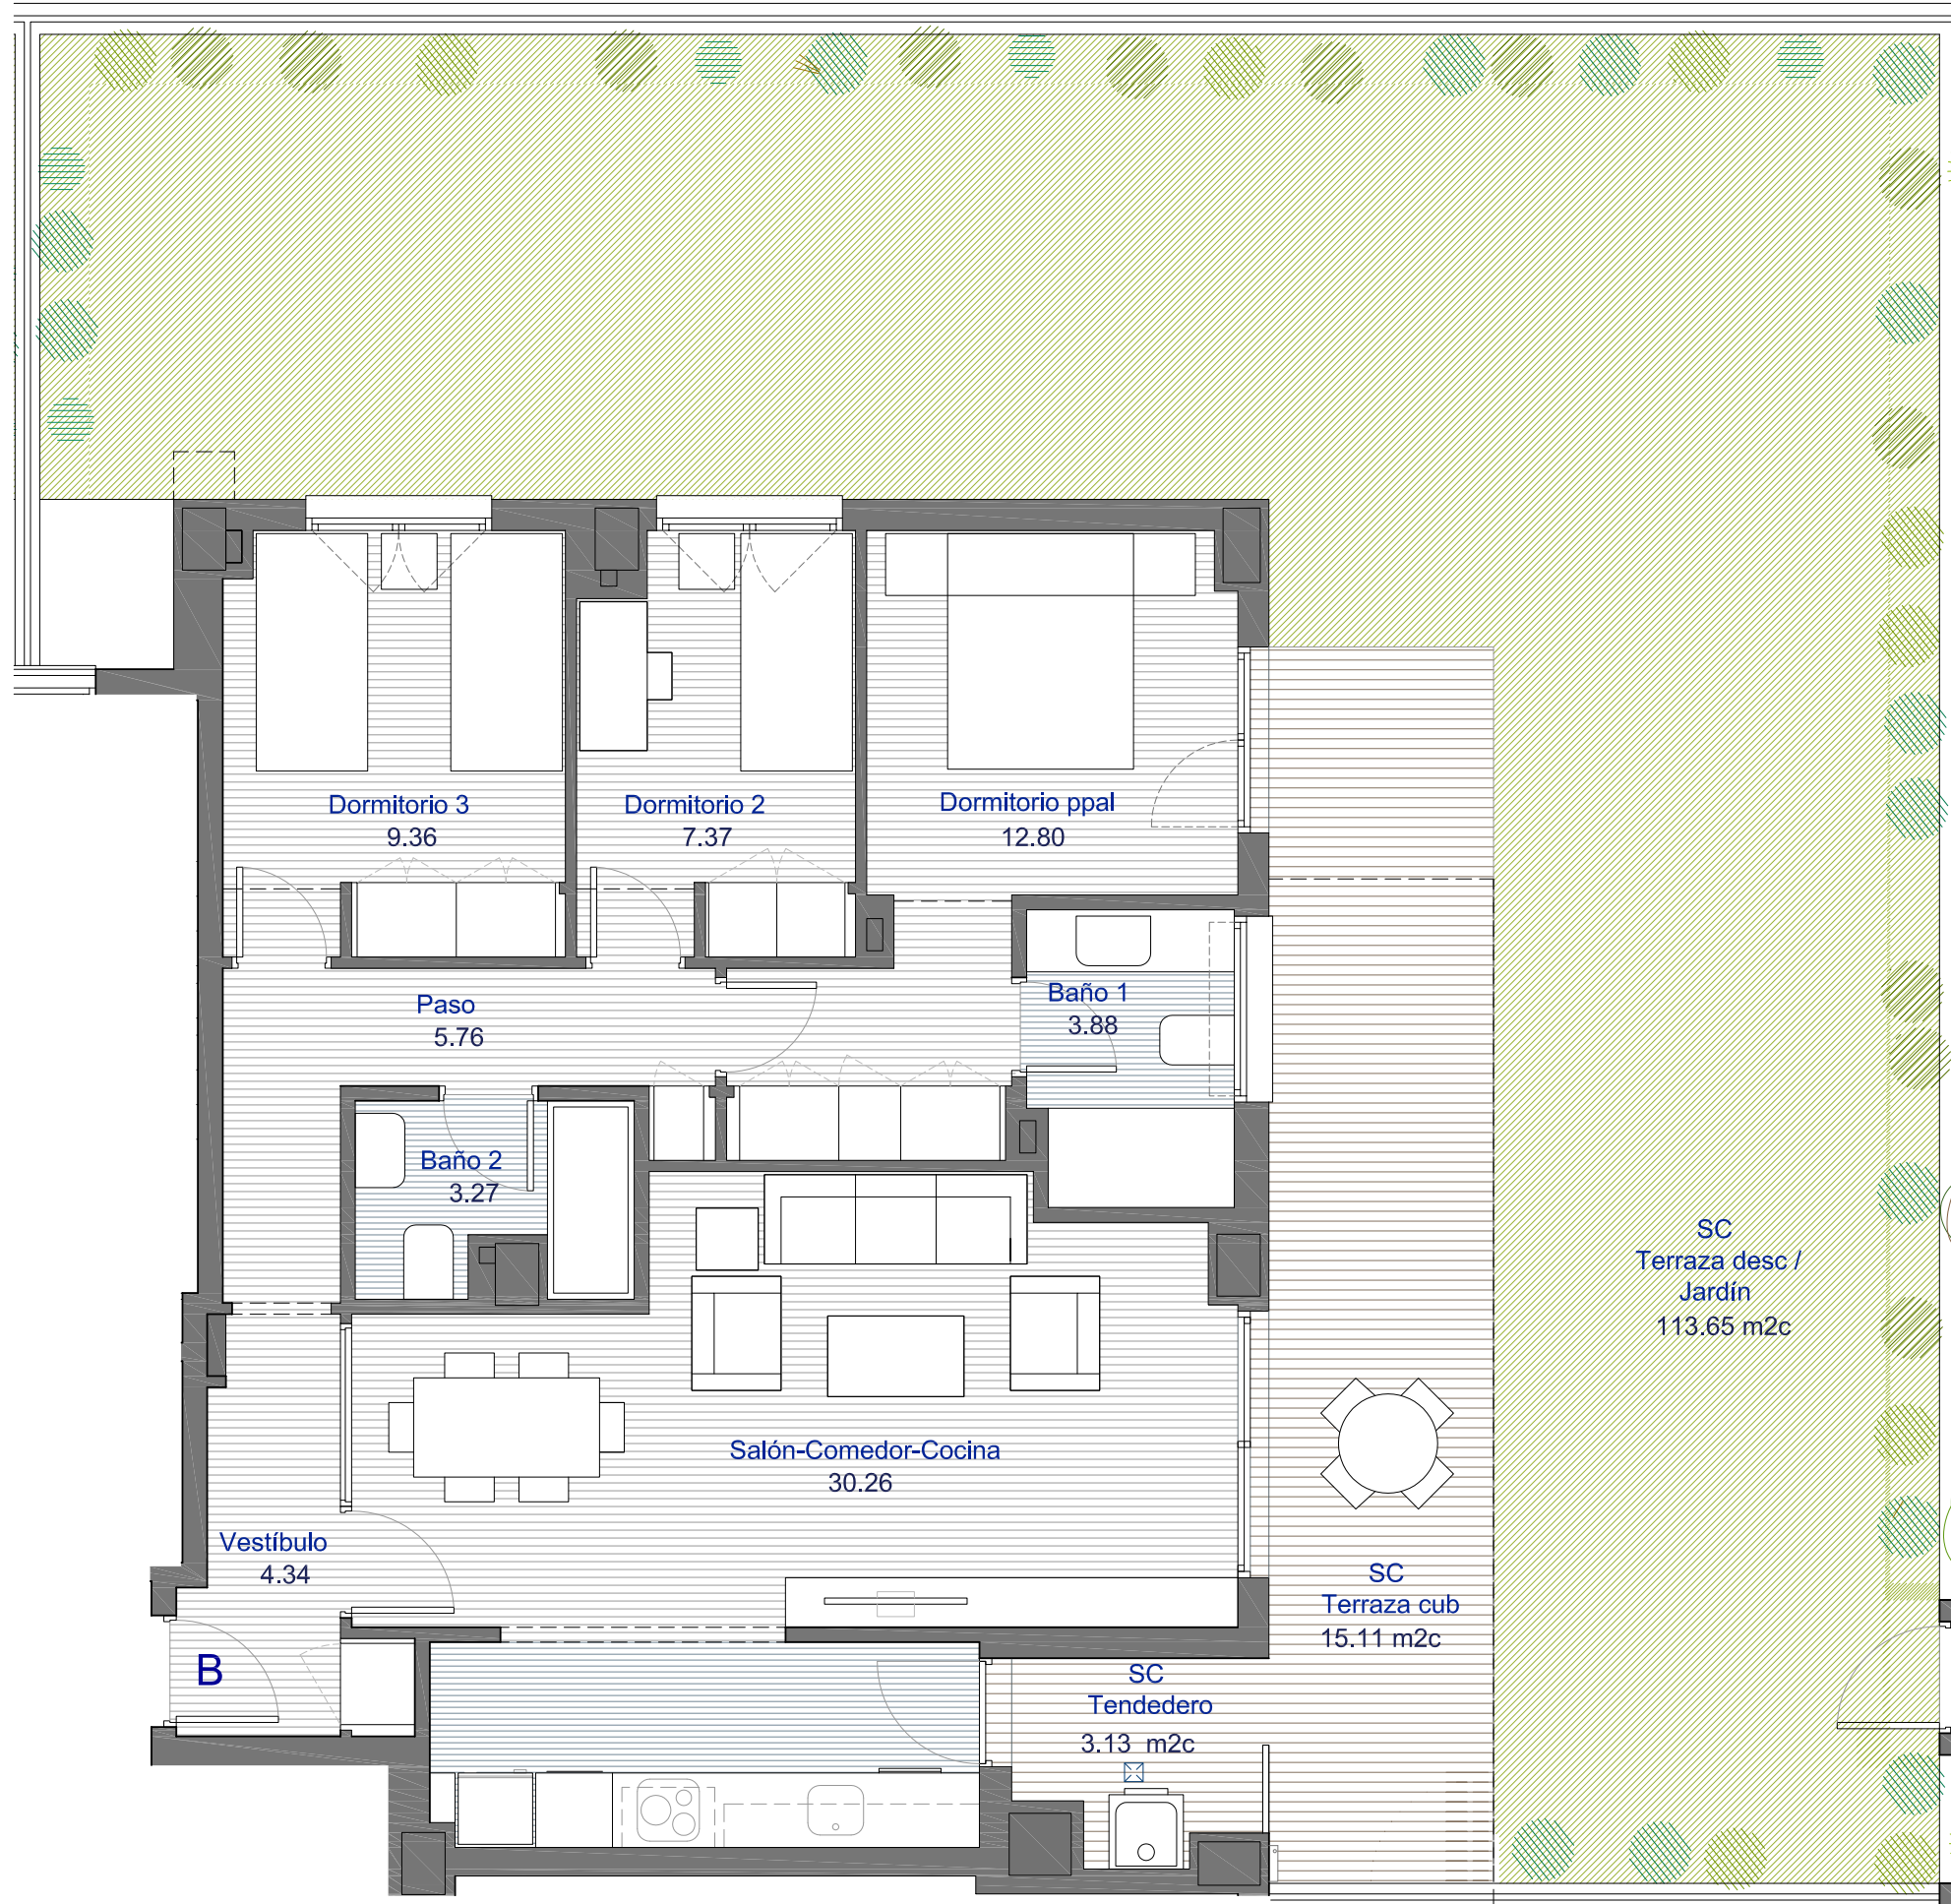 Dormitorio 3
9.36
Dormitorio 2
7.37
Dormitorio ppal
12.80
Paso
5.76
Baño 1
3.88
Baño 2
3.27
SC
Terraza desc /
Jardín
113.65 m2c
Salón-Comedor-Cocina
30.26
Vestíbulo
4.34
SC
Terraza cub
15.11 m2c
B
SC
Tendedero
3.13 m2c